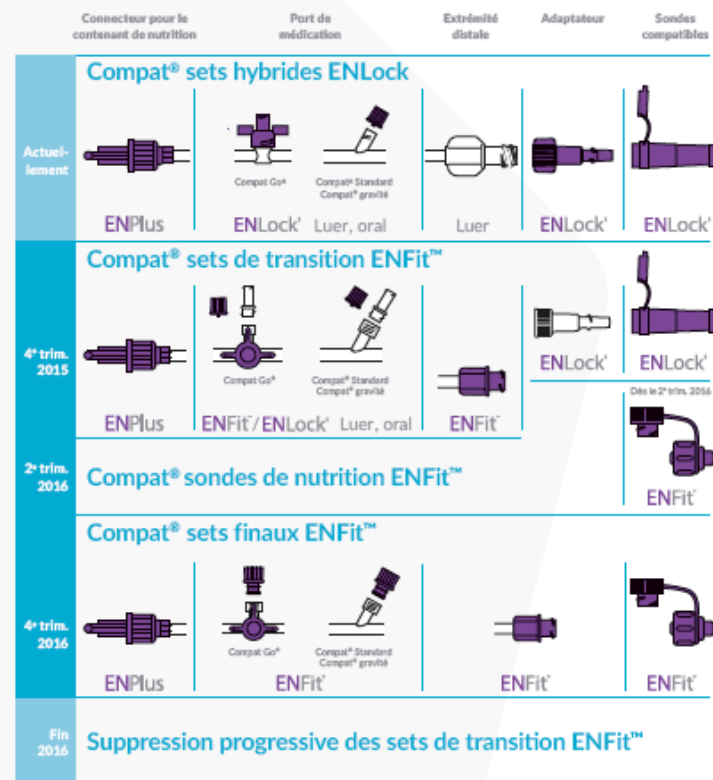 Connecteur pour le
contenant de nutrition
Port de
médication
Extrémité
distale
Adaptateur
Sondes
compatibles
Actuel-
lement
Compat® sets hybrides ENLock
Compat Go®
Compat® Standard
Compat® gravité
ENPlus
ENLock®
Luer, oral
Luer
ENLock®
ENLock®
4e trim.
2015
Compat® sets de transition ENFit™
Compat Go®
Compat® Standard
Compat® gravité
ENPlus
ENFit®/ENLock®
Luer, oral
ENFit®
ENLock®
ENLock®
Dès le 2e trim. 2016
ENFit®
2e trim.
2016
Compat® sondes de nutrition ENFit™
4e trim.
2016
Compat® sets finaux ENFit™
Compat Go®
Compat® Standard
Compat® gravité
ENPlus
ENFit®
ENFit®
ENFit®
Fin
2016
Suppression progressive des sets de transition ENFit™